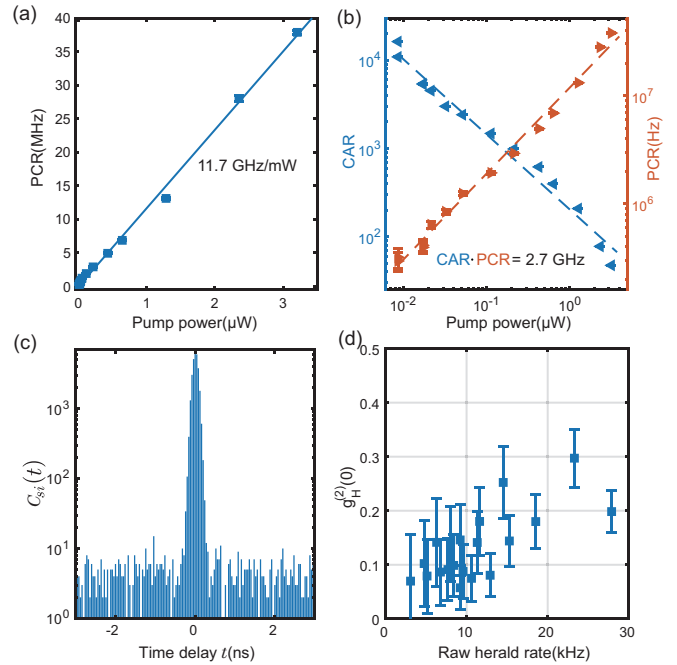 (a)
PCR(MHz)
40
35
30
25
20
15
10
5
0
11.7 GHz/mW
0
1
2
3
Pump power(μW)
(b)
CAR
10⁴
10³
10²
CAR·PCR = 2.7 GHz
10⁷
10⁶
PCR(Hz)
10⁻²
10⁻¹
10⁰
Pump power(μW)
(c)
C_si(t)
10³
10²
10¹
10⁰
-2
0
2
Time delay t(ns)
(d)
g_H^(2)(0)
0.5
0.4
0.3
0.2
0.1
0
0
10
20
30
Raw herald rate(kHz)